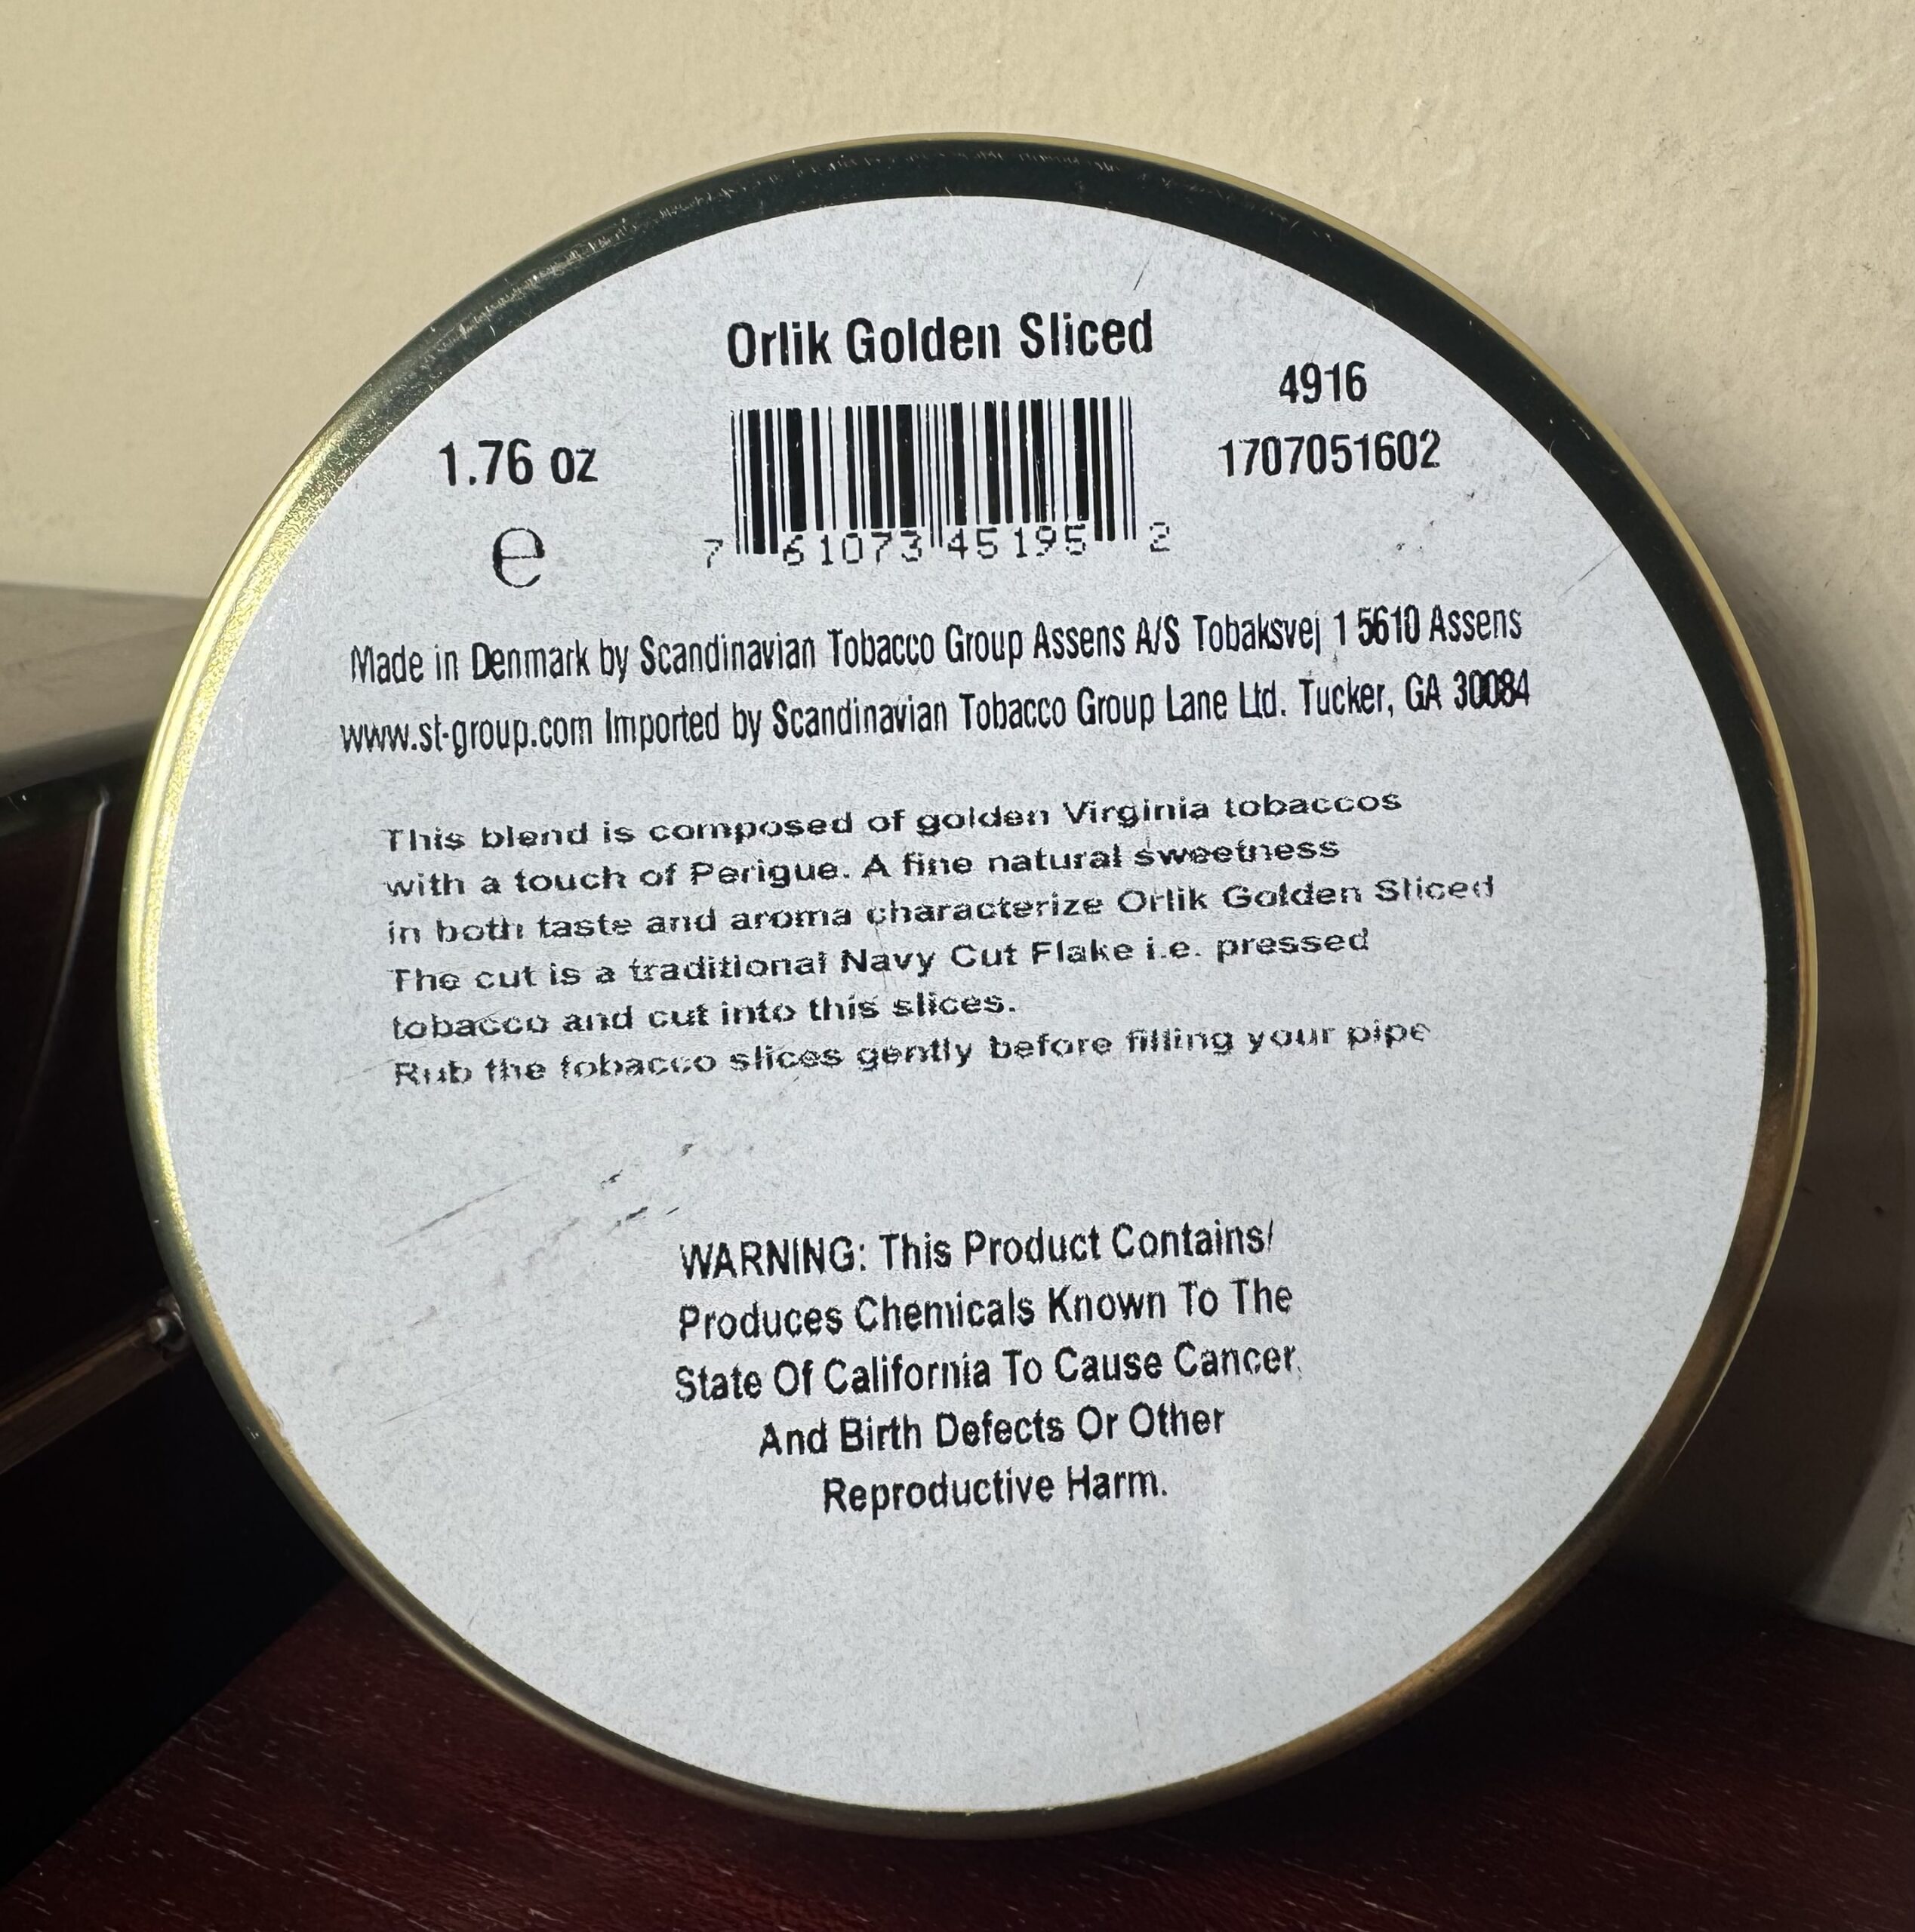 Orlik Golden Sliced
4916
1.76 oz
1707051602
e
7 61073 45195 2
Made in Denmark by Scandinavian Tobacco Group Assens A/S Tobaksvej 1 5610 Assens
www.st-group.com Imported by Scandinavian Tobacco Group Lane Ltd. Tucker, GA 30084
This blend is composed of golden Virginia tobaccos
with a touch of Perigue. A fine natural sweetness
in both taste and aroma characterize Orlik Golden Sliced
The cut is a traditional Navy Cut Flake i.e. pressed
tobacco and cut into this slices.
Rub the tobacco slices gently before filling your pipe
WARNING: This Product Contains/
Produces Chemicals Known To The
State Of California To Cause Cancer,
And Birth Defects Or Other
Reproductive Harm.